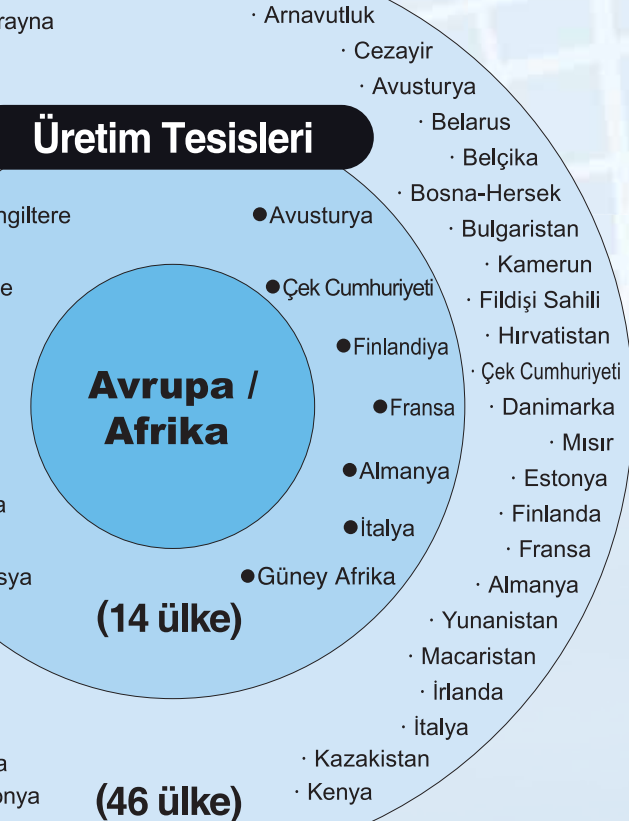 · Arnavutluk
· Cezayir
· Avusturya
Üretim Tesisleri
· Belarus
· Belçika
· Bosna-Hersek
●Avusturya
· Bulgaristan
· Kamerun
●Çek Cumhuriyeti
· Fildişi Sahili
· Hırvatistan
●Finlandiya
· Çek Cumhuriyeti
Avrupa /
Afrika
●Fransa
· Danimarka
· Mısır
●Almanya
· Estonya
· Finlanda
●İtalya
· Fransa
●Güney Afrika
· Almanya
(14 ülke)
· Yunanistan
· Macaristan
· İrlanda
· İtalya
· Kazakistan
(46 ülke)
· Kenya